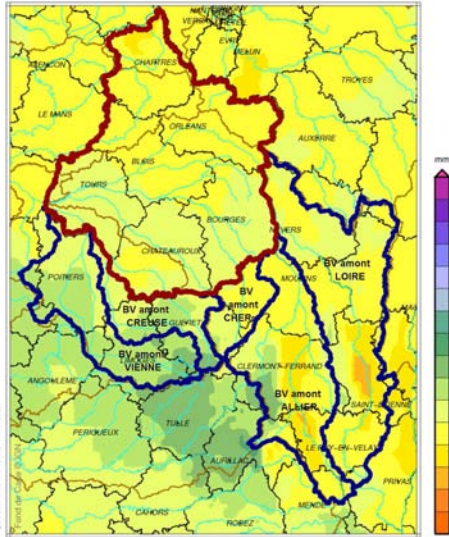 NANTERRE
EVRY
MELUN
ALENCON
CHARTRES
TROYES
LE MANS
ORLEANS
AUXERRE
BLOIS
TOURS
BOURGES
NEVERS
CHATEAUROUX
POITIERS
MOULINS
BV amont
LOIRE
BV amont
CREUSE
BV
amont
CHER
GUERET
BV amont
VIENNE
CLERMONT-FERRAND
ANGOULEME
BV amont
ALLIER
SAINT-ETIENNE
TULLE
PERIGUEUX
LE PUY-EN-VELAY
AURILLAC
PRIVAS
MENDE
CAHORS
RODEZ
mm